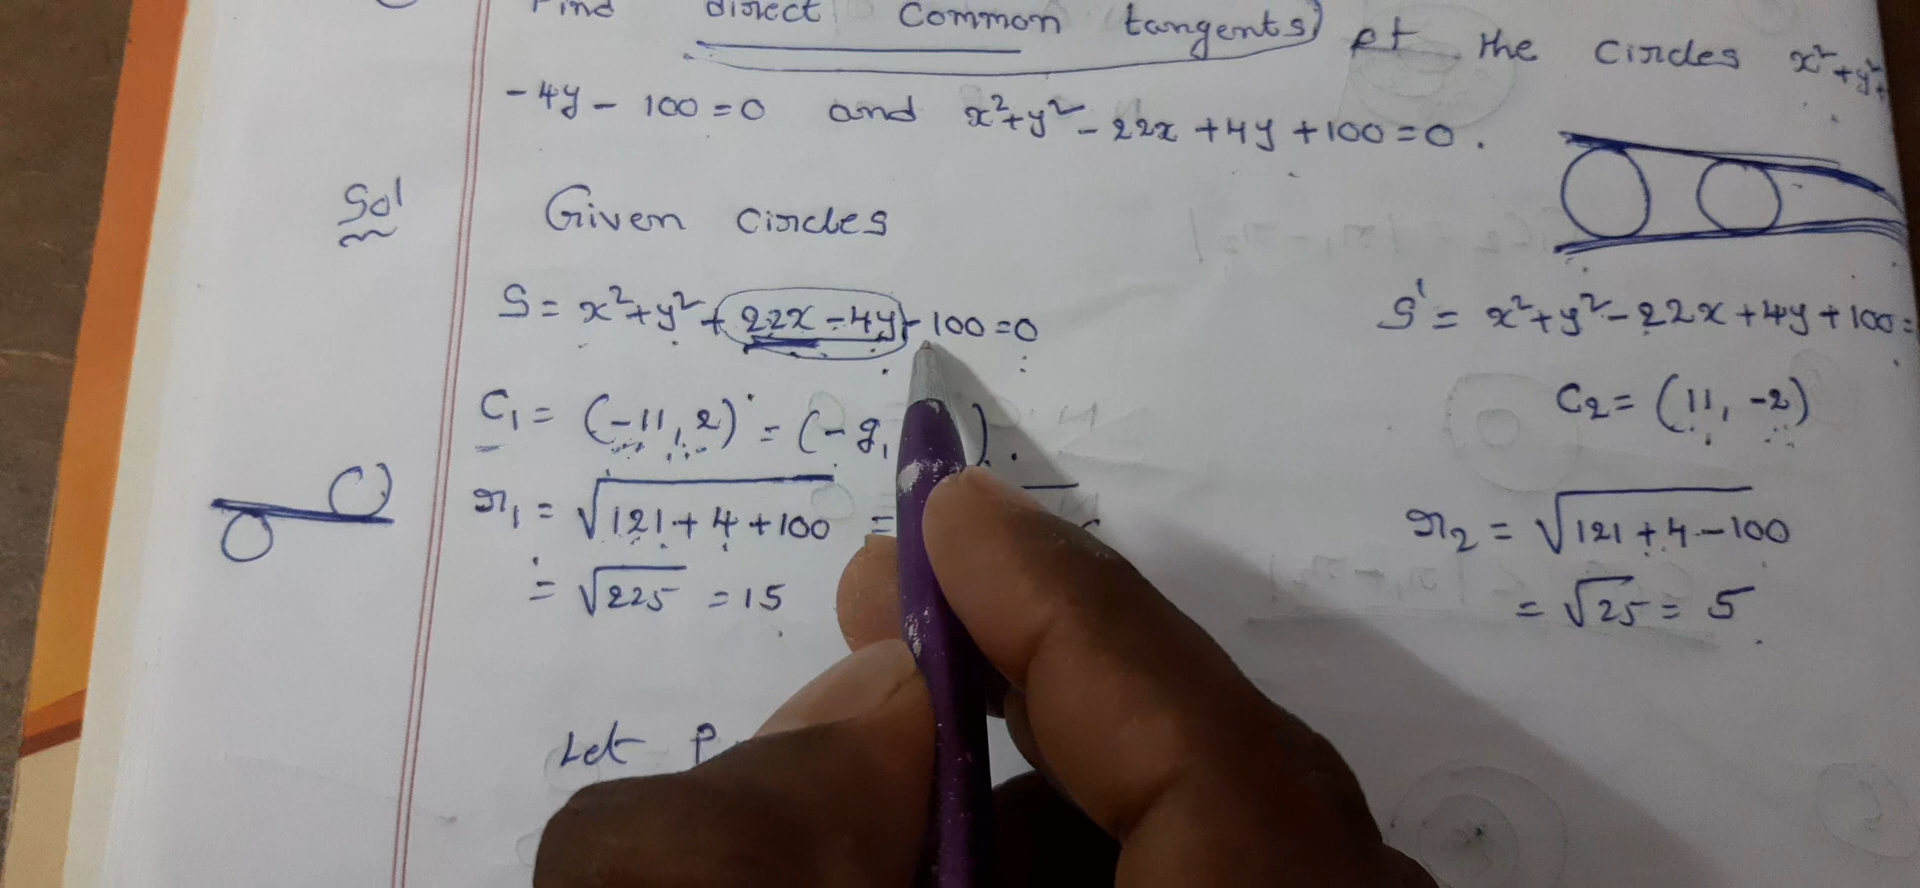 Find direct common tangents of the circles x²+y²+
-4y - 100 = 0 and x²+y² - 22x + 4y + 100 = 0.
Sol Given circles
S = x²+y² + 22x - 4y - 100 = 0 S' = x²+y² - 22x + 4y + 100 =
C₁ = (-11, 2) = (-g, ). C₂ = (11, -2)
r₁ = √121 + 4 + 100 = r₂ = √121 + 4 - 100
= √225 = 15 = √25 = 5
Let P